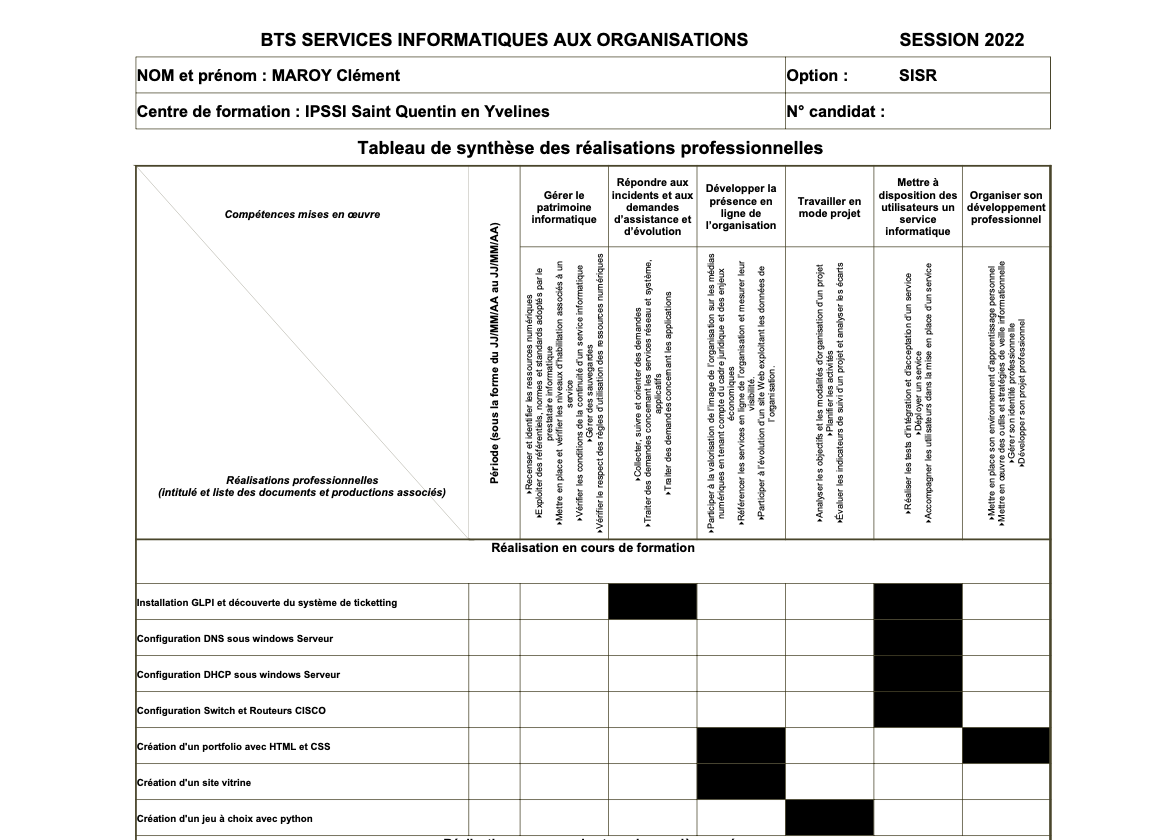 BTS SERVICES INFORMATIQUES AUX ORGANISATIONS SESSION 2022
NOM et prénom : MAROY Clément Option : SISR
Centre de formation : IPSSI Saint Quentin en Yvelines N° candidat :
Tableau de synthèse des réalisations professionnelles
Compétences mises en œuvre
Réalisations professionnelles
(intitulé et liste des documents et productions associés)
Période (sous la forme du JJ/MM/AA au JJ/MM/AA)
Gérer le
patrimoine
informatique
Répondre aux
incidents et aux
demandes
d'assistance et
d'évolution
Développer la
présence en
ligne de
l'organisation
Travailler en
mode projet
Mettre à
disposition des
utilisateurs un
service
informatique
Organiser son
développement
professionnel
▸Recenser et identifier les ressources numériques
▸Exploiter des référentiels, normes et standards adoptés par le
prestataire informatique
▸Mettre en place et vérifier les niveaux d'habilitation associés à un
service
▸Vérifier les conditions de la continuité d'un service informatique
▸Gérer des sauvegardes
▸Vérifier le respect des règles d'utilisation des ressources numériques
▸Collecter, suivre et orienter des demandes
▸Traiter des demandes concernant les services réseau et système,
applicatifs
▸Traiter des demandes concernant les applications
▸Participer à la valorisation de l'image de l'organisation sur les médias
numériques en tenant compte du cadre juridique et des enjeux
économiques
▸Référencer les services en ligne de l'organisation et mesurer leur
visibilité.
▸Participer à l'évolution d'un site Web exploitant les données de
l'organisation.
▸Analyser les objectifs et les modalités d'organisation d'un projet
▸Planifier les activités
▸Évaluer les indicateurs de suivi d'un projet et analyser les écarts
▸Réaliser les tests d'intégration et d'acceptation d'un service
▸Déployer un service
▸Accompagner les utilisateurs dans la mise en place d'un service
▸Mettre en place son environnement d'apprentissage personnel
▸Mettre en œuvre des outils et stratégies de veille informationnelle
▸Gérer son identité professionnelle
▸Développer son projet professionnel
Réalisation en cours de formation
Installation GLPI et découverte du système de ticketting
Configuration DNS sous windows Serveur
Configuration DHCP sous windows Serveur
Configuration Switch et Routeurs CISCO
Création d'un portfolio avec HTML et CSS
Création d'un site vitrine
Création d'un jeu à choix avec python